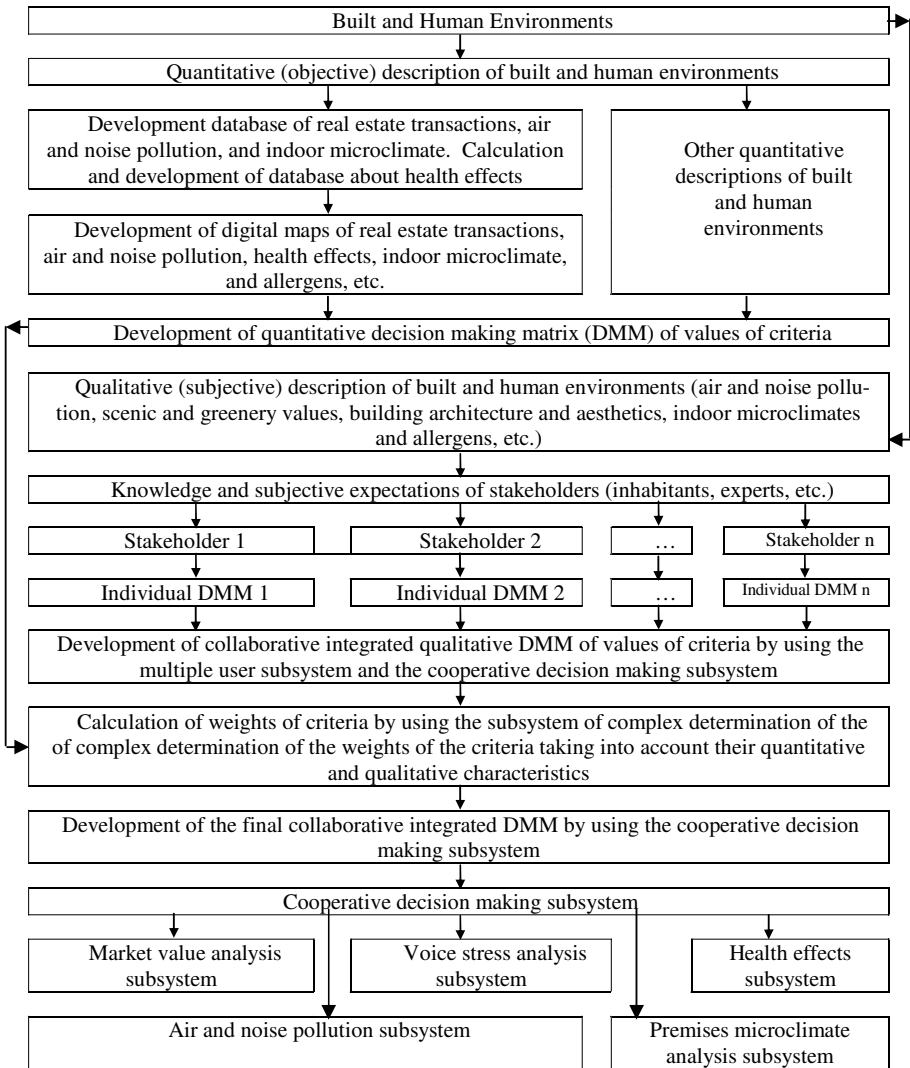 Built and Human Environments
Quantitative (objective) description of built and human environments
Development database of real estate transactions, air
and noise pollution, and indoor microclimate. Calculation
and development of database about health effects
Other quantitative
descriptions of built
and human
environments
Development of digital maps of real estate transactions,
air and noise pollution, health effects, indoor microclimate,
and allergens, etc.
Development of quantitative decision making matrix (DMM) of values of criteria
Qualitative (subjective) description of built and human environments (air and noise pollu-
tion, scenic and greenery values, building architecture and aesthetics, indoor microclimates
and allergens, etc.)
Knowledge and subjective expectations of stakeholders (inhabitants, experts, etc.)
Stakeholder 1
Stakeholder 2
…
Stakeholder n
Individual DMM 1
Individual DMM 2
…
Individual DMM n
Development of collaborative integrated qualitative DMM of values of criteria by using the
multiple user subsystem and the cooperative decision making subsystem
Calculation of weights of criteria by using the subsystem of complex determination of the
of complex determination of the weights of the criteria taking into account their quantitative
and qualitative characteristics
Development of the final collaborative integrated DMM by using the cooperative decision
making subsystem
Cooperative decision making subsystem
Market value analysis
subsystem
Voice stress analysis
subsystem
Health effects
subsystem
Air and noise pollution subsystem
Premises microclimate
analysis subsystem